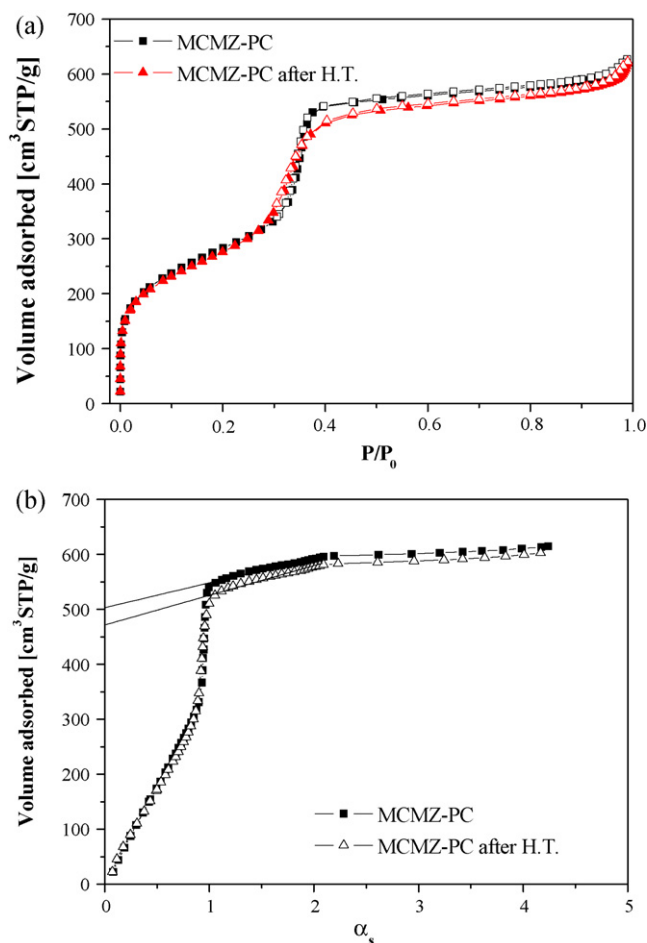 (a)
700
600
500
400
300
200
100
0
Volume adsorbed [cm³STP/g]
MCMZ-PC
MCMZ-PC after H.T.
0.0 0.2 0.4 0.6 0.8 1.0
P/P₀
(b)
700
600
500
400
300
200
100
0
Volume adsorbed [cm³STP/g]
MCMZ-PC
MCMZ-PC after H.T.
0 1 2 3 4 5
αₛ